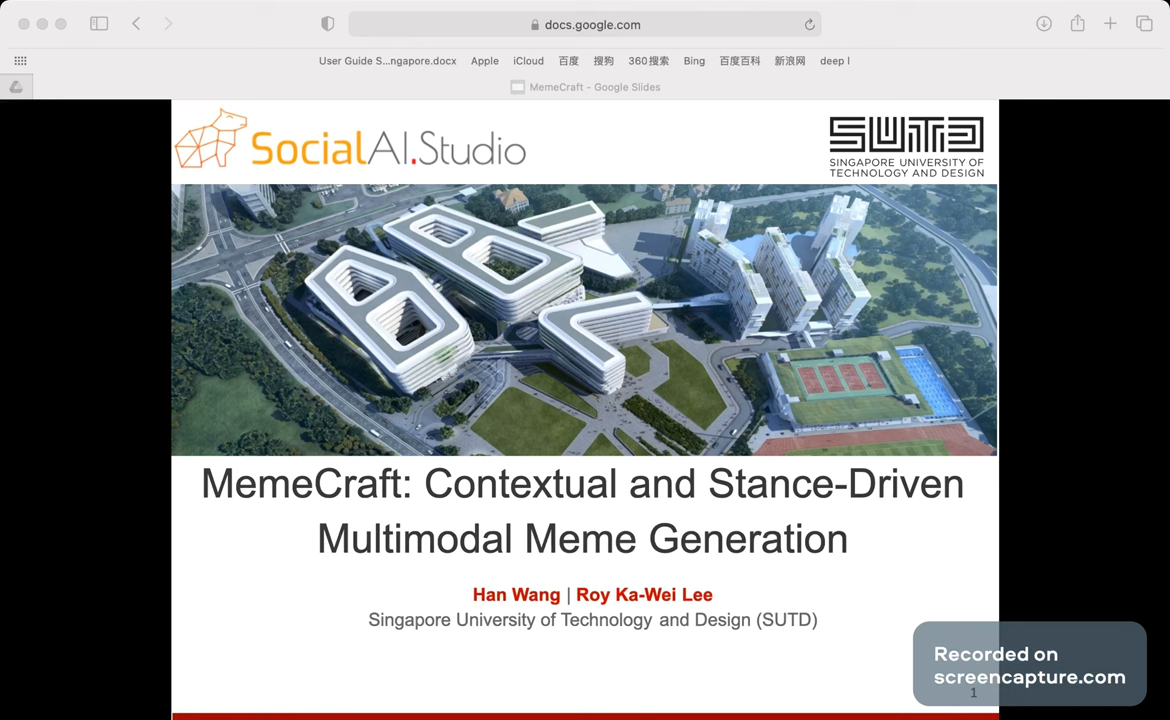 docs.google.com
User Guide S...ngapore.docx Apple iCloud 百度 搜狗 360搜索 Bing 百度百科 新浪网 deep l
MemeCraft - Google Slides
SocialAI.Studio
SUTD
SINGAPORE UNIVERSITY OF
TECHNOLOGY AND DESIGN
MemeCraft: Contextual and Stance-Driven
Multimodal Meme Generation
Han Wang | Roy Ka-Wei Lee
Singapore University of Technology and Design (SUTD)
Recorded on
screencapture.com
1